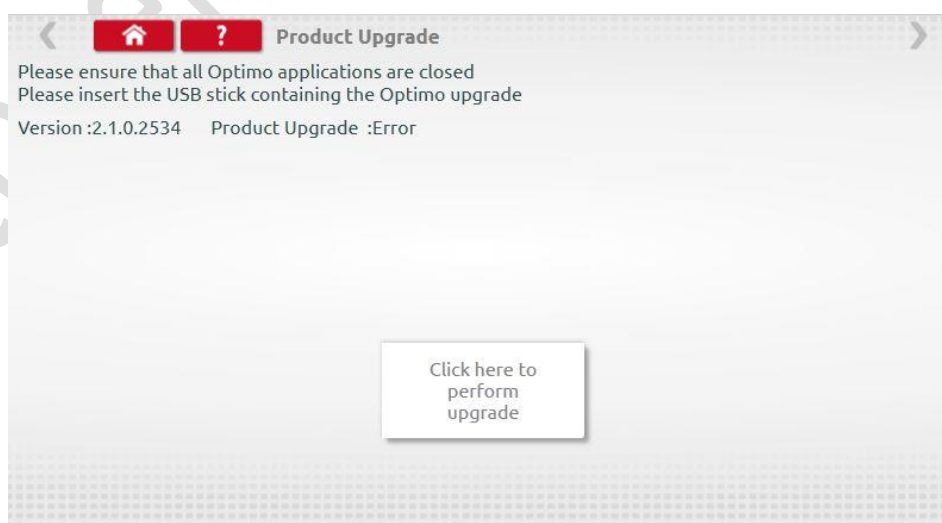 ? Product Upgrade
Please ensure that all Optimo applications are closed
Please insert the USB stick containing the Optimo upgrade
Version :2.1.0.2534 Product Upgrade :Error
Click here to
perform
upgrade